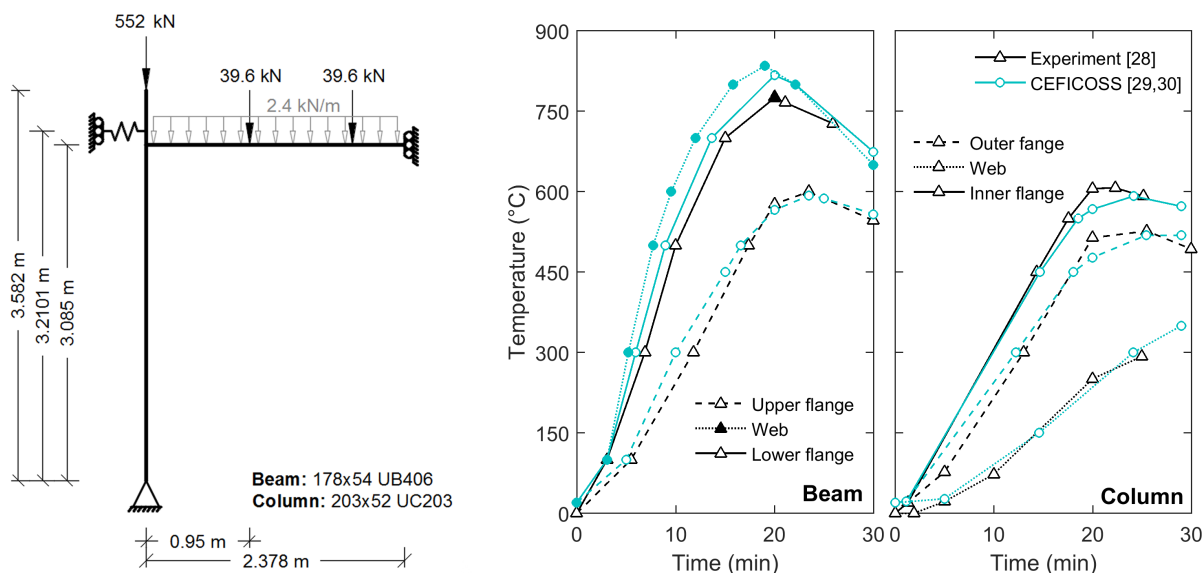 552 kN
39.6 kN
39.6 kN
2.4 kN/m
3.582 m
3.2101 m
3.085 m
Beam: 178x54 UB406
Column: 203x52 UC203
0.95 m
2.378 m
Temperature (°C)
900
750
600
450
300
150
0
Upper flange
Web
Lower flange
Beam
0
10
20
30
Time (min)
Experiment [28]
CEFICOSS [29,30]
Outer fange
Web
Inner flange
Column
0
10
20
30
Time (min)